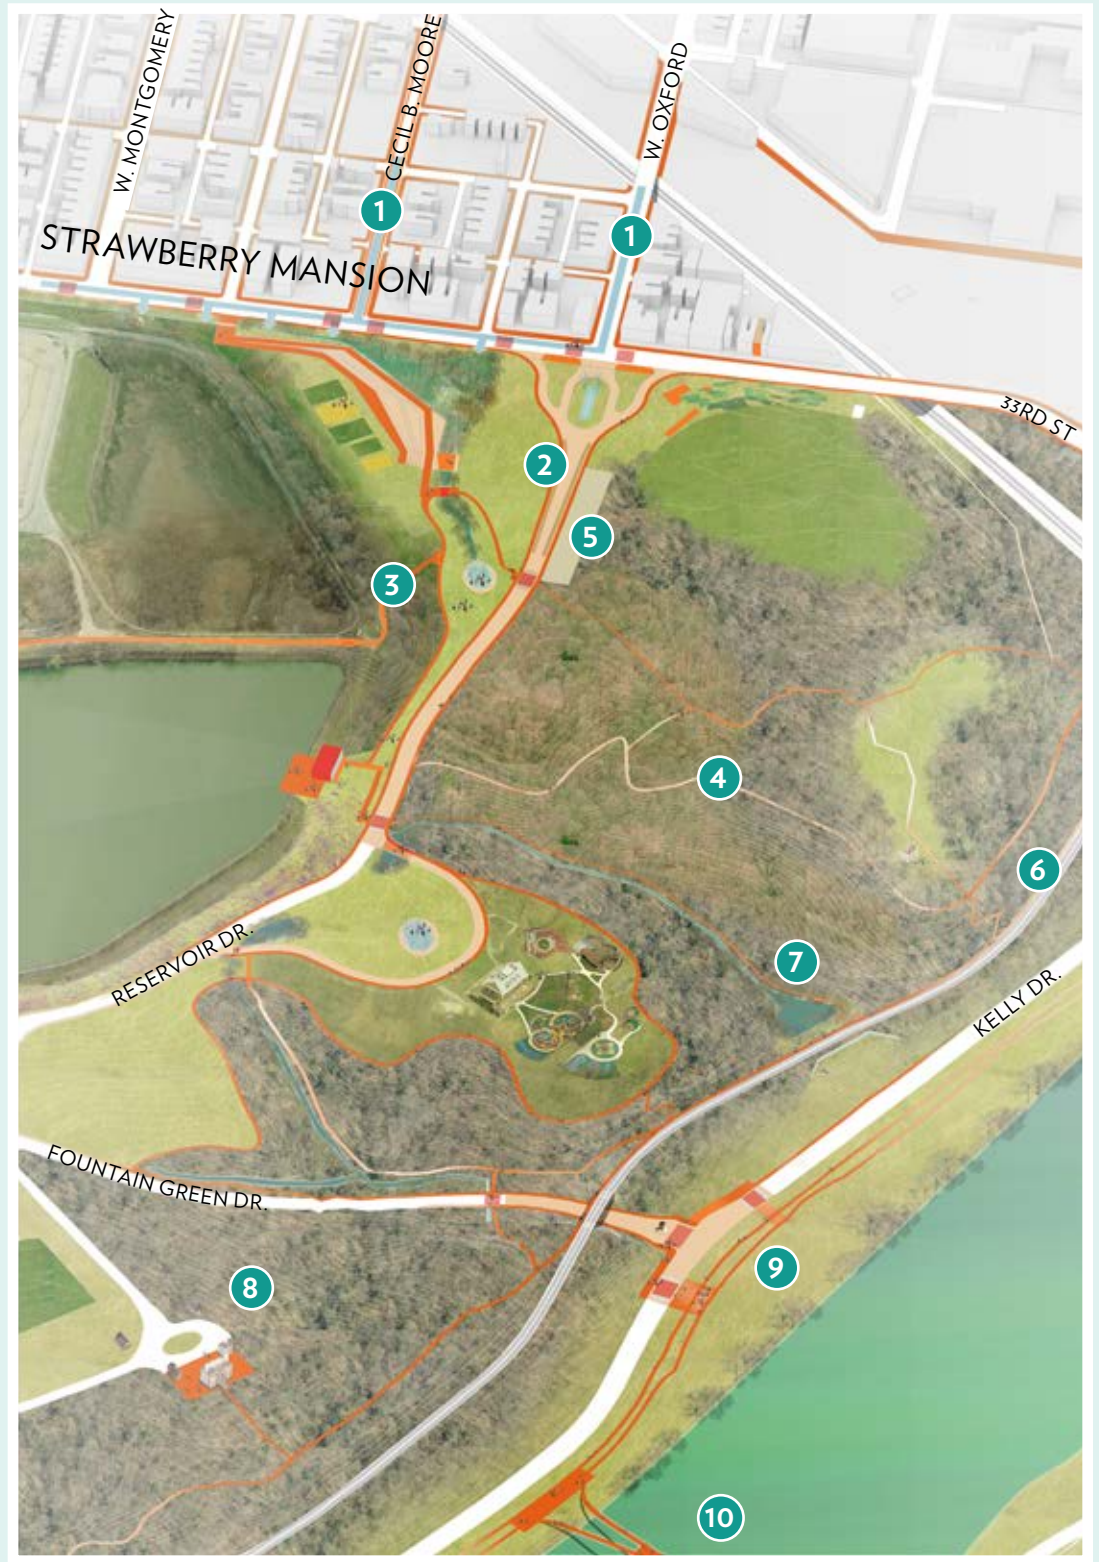 W. MONTGOMERY
CECIL B. MOORE
W. OXFORD
1
1
STRAWBERRY MANSION
33RD ST
2
5
3
4
6
7
RESERVOIR DR.
KELLY DR.
FOUNTAIN GREEN DR.
8
9
10